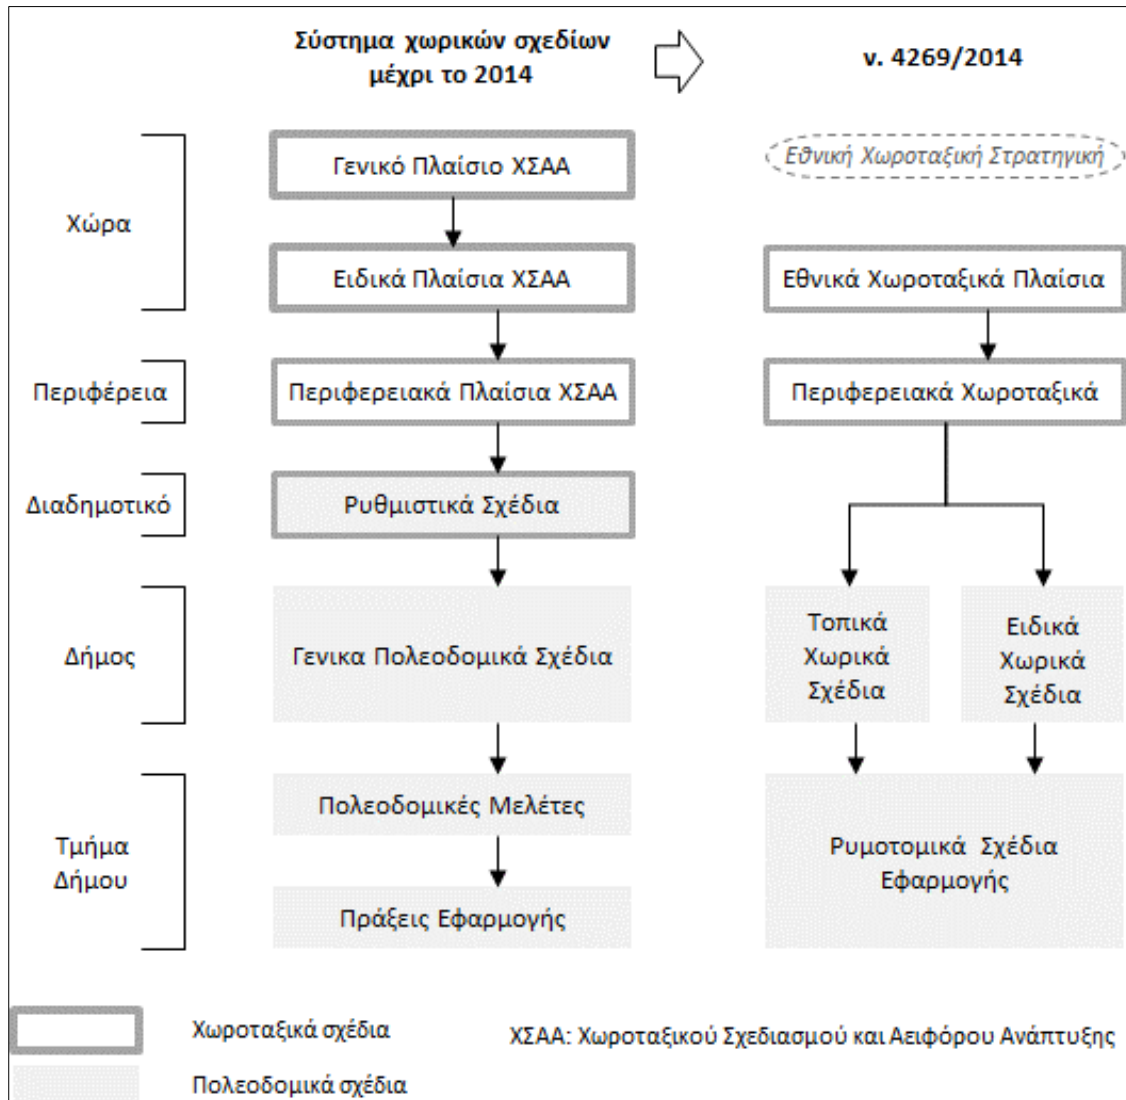 Σύστημα χωρικών σχεδίων
μέχρι το 2014
ν. 4269/2014
Χώρα
Γενικό Πλαίσιο ΧΣΑΑ
Εθνική Χωροταξική Στρατηγική
Ειδικά Πλαίσια ΧΣΑΑ
Εθνικά Χωροταξικά Πλαίσια
Περιφέρεια
Περιφερειακά Πλαίσια ΧΣΑΑ
Περιφερειακά Χωροταξικά
Διαδημοτικό
Ρυθμιστικά Σχέδια
Δήμος
Γενικα Πολεοδομικά Σχέδια
Τοπικά
Χωρικά
Σχέδια
Ειδικά
Χωρικά
Σχέδια
Τμήμα
Δήμου
Πολεοδομικές Μελέτες
Πράξεις Εφαρμογής
Ρυμοτομικά Σχέδια
Εφαρμογής
Χωροταξικά σχέδια
ΧΣΑΑ: Χωροταξικού Σχεδιασμού και Αειφόρου Ανάπτυξης
Πολεοδομικά σχέδια